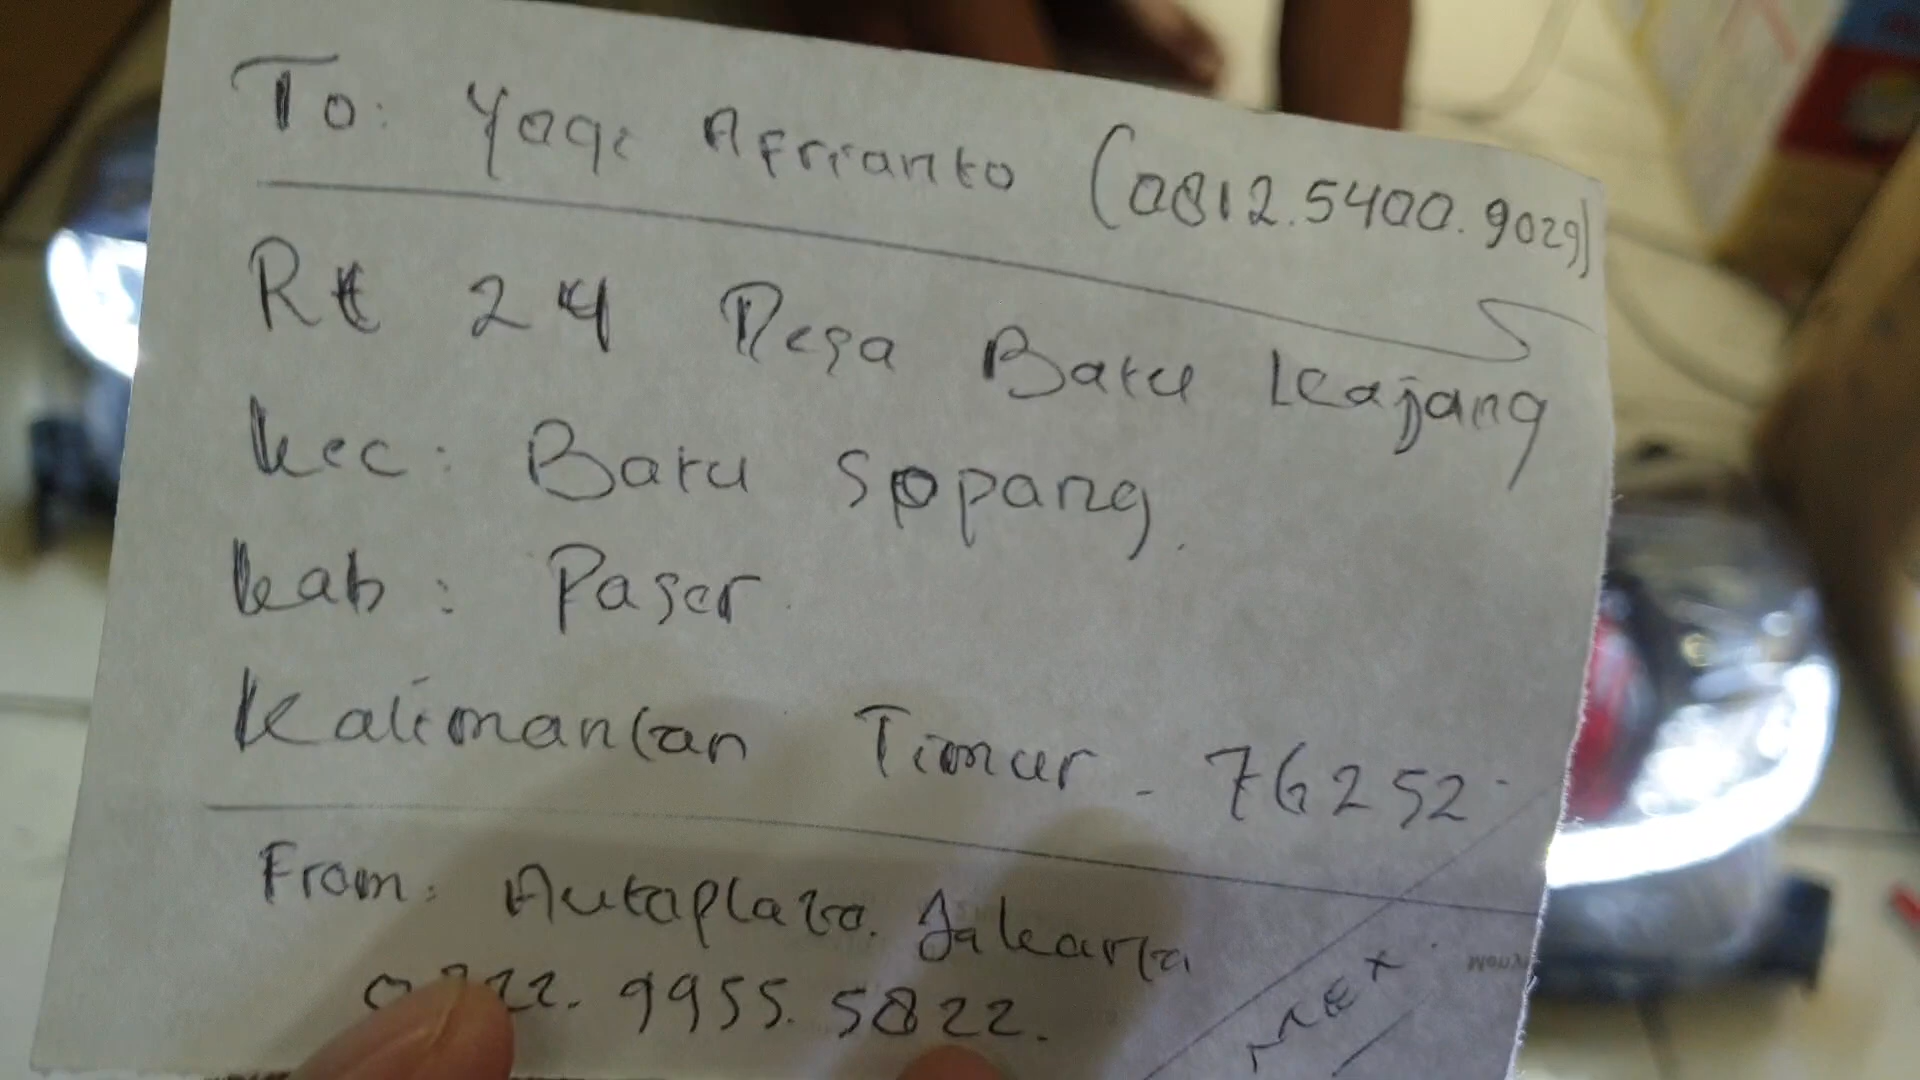 To: Yogi Afrianto (0812.5400.9029)
Rt 24 Desa Batu Kajang
Kec: Batu Sopang.
Kab: Paser.
Kalimantan Timur - 76252
From: Autoplaza. Jakarta
9955. 5822.